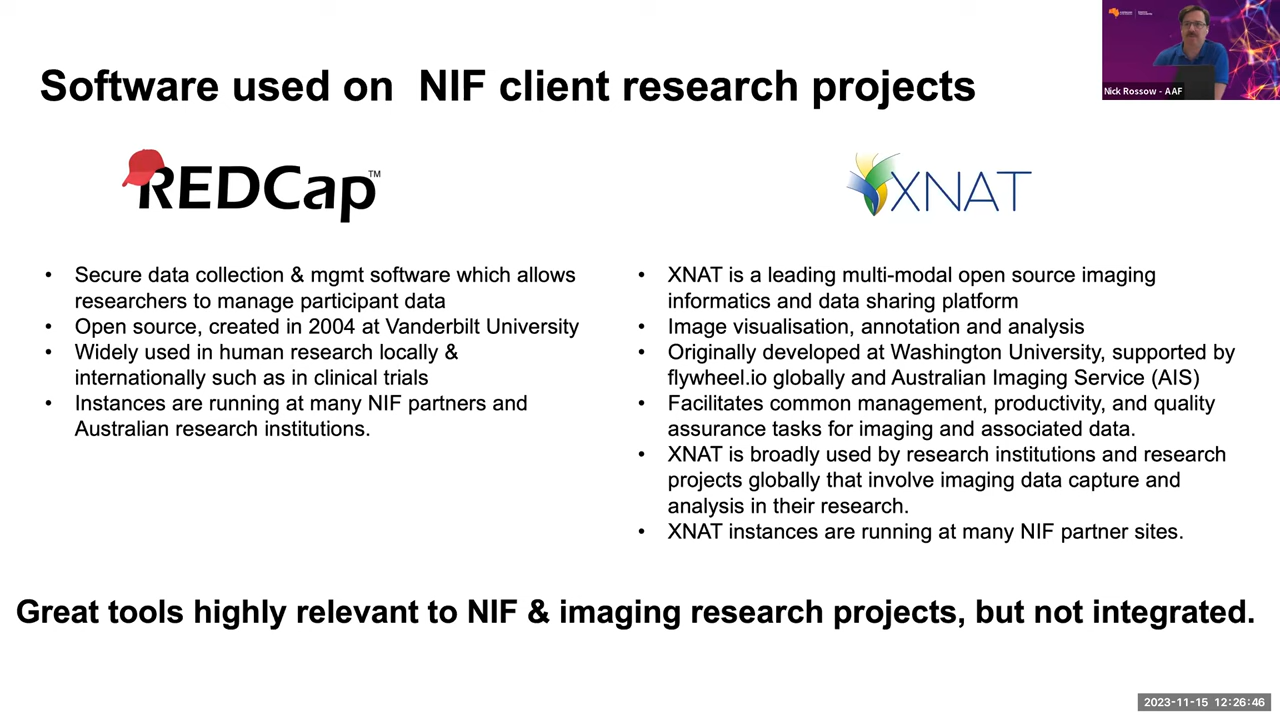 Software used on  NIF client research projects
Nick Rossow - AAF
REDCap™
XNAT
• Secure data collection & mgmt software which allows
researchers to manage participant data
• Open source, created in 2004 at Vanderbilt University
• Widely used in human research locally &
internationally such as in clinical trials
• Instances are running at many NIF partners and
Australian research institutions.
• XNAT is a leading multi-modal open source imaging
informatics and data sharing platform
• Image visualisation, annotation and analysis
• Originally developed at Washington University, supported by
flywheel.io globally and Australian Imaging Service (AIS)
• Facilitates common management, productivity, and quality
assurance tasks for imaging and associated data.
• XNAT is broadly used by research institutions and research
projects globally that involve imaging data capture and
analysis in their research.
• XNAT instances are running at many NIF partner sites.
Great tools highly relevant to NIF & imaging research projects, but not integrated.
2023-11-15 12:26:46